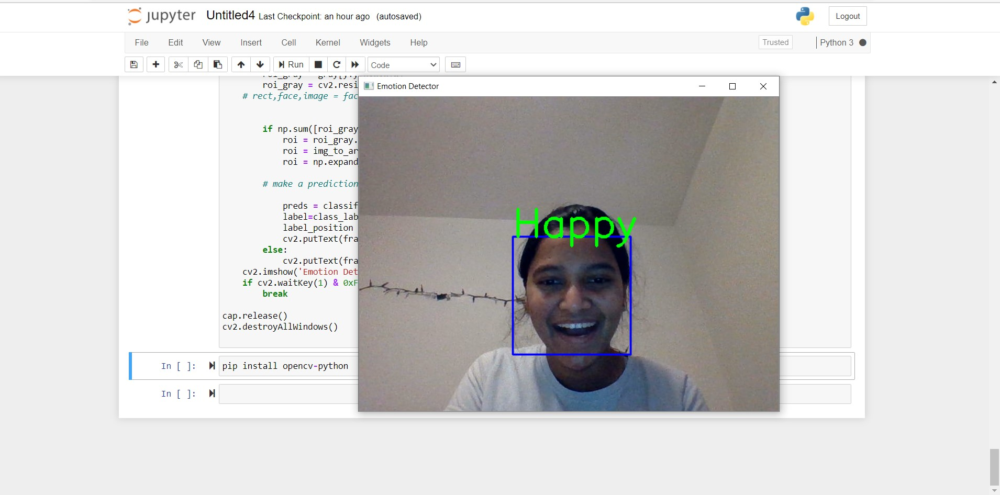 jupyter Untitled4 Last Checkpoint: an hour ago (autosaved)
Logout
File Edit View Insert Cell Kernel Widgets Help
Trusted
Python 3
Run
Code
roi_gray = cv2.resi
# rect,face,image = fac
if np.sum([roi_gray
roi = roi_gray.
roi = img_to_ar
roi = np.expand
# make a prediction
preds = classif
label=class_lab
label_position
cv2.putText(fra
else:
cv2.putText(fra
cv2.imshow('Emotion Det
if cv2.waitKey(1) & 0xF
break
cap.release()
cv2.destroyAllWindows()
In [ ]:
pip install opencv-python
In [ ]:
Emotion Detector
Happy